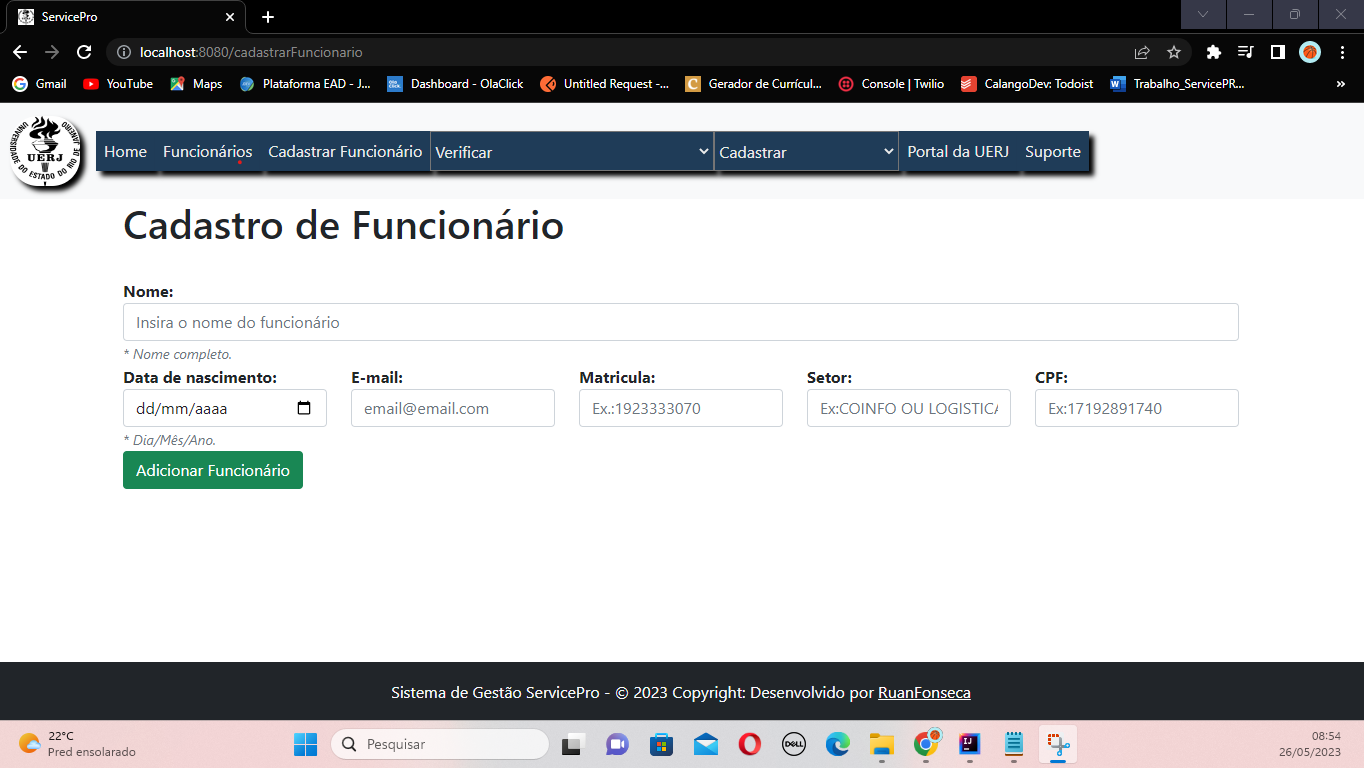 ServicePro
localhost:8080/cadastrarFuncionario
Gmail YouTube Maps Plataforma EAD - J... Dashboard - OlaClick Untitled Request -... Gerador de Currícul... Console | Twilio CalangoDev: Todoist Trabalho_ServicePR... »
UNIVERSIDADE DO ESTADO DO RIO DE JANEIRO
UERJ
Home Funcionários Cadastrar Funcionário Verificar Cadastrar Portal da UERJ Suporte
Cadastro de Funcionário
Nome:
Insira o nome do funcionário
* Nome completo.
Data de nascimento: E-mail: Matricula: Setor: CPF:
dd/mm/aaaa email@email.com Ex.:1923333070 Ex:COINFO OU LOGISTICA Ex:17192891740
* Dia/Mês/Ano.
Adicionar Funcionário
Sistema de Gestão ServicePro - © 2023 Copyright: Desenvolvido por RuanFonseca
22°C
Pred ensolarado
Pesquisar
DELL
08:54
26/05/2023